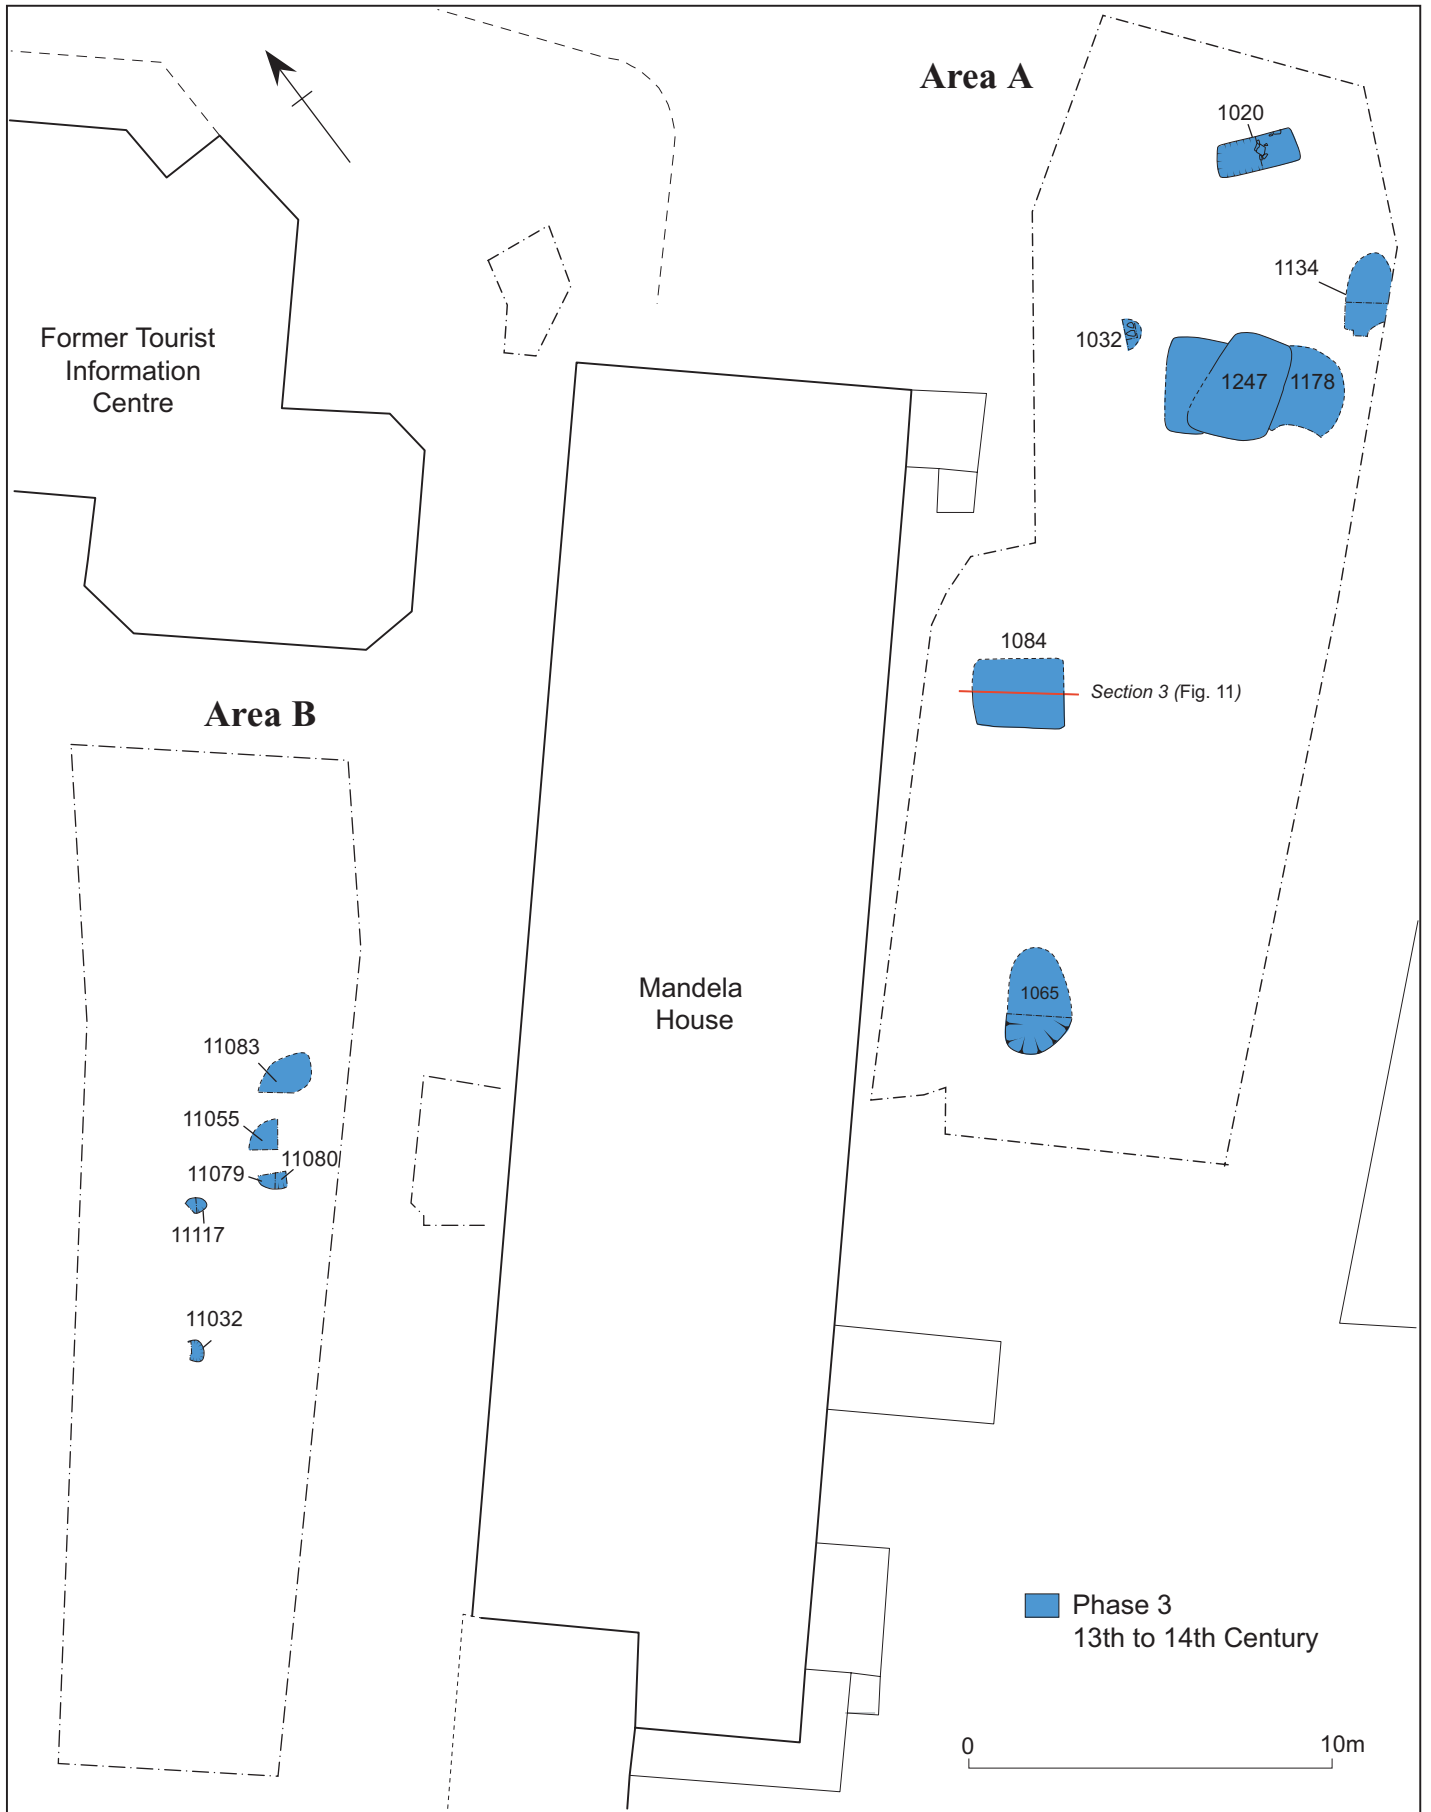 Area A
1020
1134
1032
1247
1178
Former Tourist
Information
Centre
1084
Section 3 (Fig. 11)
Area B
Mandela
House
1065
11083
11055
11080
11079
11117
11032
Phase 3
13th to 14th Century
0
10m